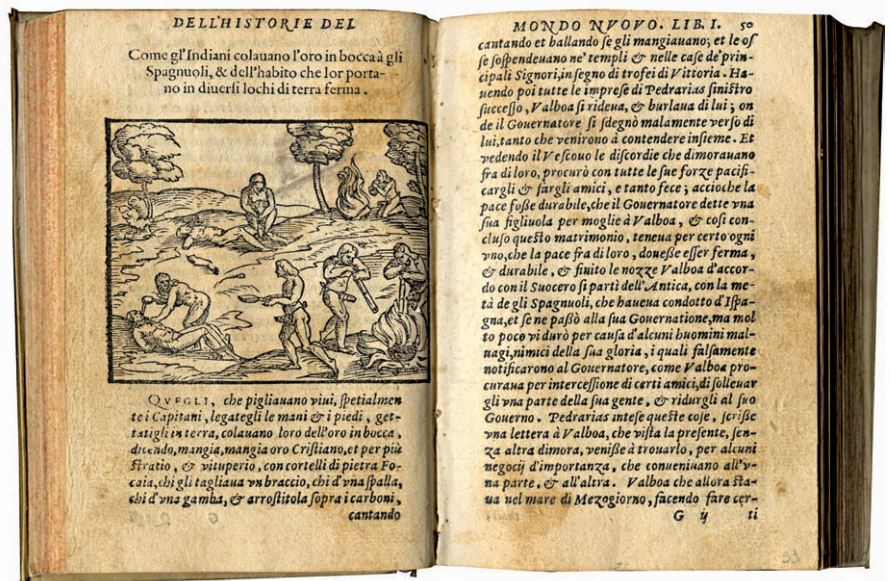 DELL'HISTORIE DEL
Come gl'Indiani colauano l'oro in bocca à gli
Spagnuoli, & dell'habito che lor porta-
no in diuersi lochi di terra ferma.
QVEGLI, che pigliauano viui, ſpetialmen
te i Capitani, legategli le mani & i piedi, get-
tatigli in terra, colauano loro dell'oro in bocca,
dicendo, mangia, mangia oro Criſtiano, et per più
ſtratio, & vituperio, con cortelli di pietra Fo-
caia, chi gli tagliaua vn braccio, chi d'vna ſpalla,
chi d'vna gamba, & arroſtitola ſopra i carboni,
cantando
MONDO NVOVO. LIB. I. 50
cantando et ballando ſe gli mangiauano; et le oſ
ſe ſoſpendeuano ne' templi & nelle caſe de' prin-
cipali Signori, in ſegno di trofei di Vittoria. Ha-
uendo poi tutte le impreſe di Pedrarias ſiniſtro
ſucceſſo, Valboa ſi rideua, & burlaua di lui; on
de il Gouernatore ſi ſdegnò malamente verſo di
lui, tanto che venirono à contendere inſieme. Et
vedendo il Veſcouo le diſcordie che dimorauano
fra di loro, procurò con tutte le ſue forze pacifi-
cargli & fargli amici, e tanto fece; accioche la
pace foſſe durabile, che il Gouernatore dette vna
ſua figliuola per moglie à Valboa, & coſi con-
cluſo queſto matrimonio, teneua per certo ogni
vno, che la pace fra di loro, doueſſe eſſer ferma,
& durabile, & finito le nozze Valboa d'accor-
do con il Suocero ſi partì dell'Antica, con la me-
tà de gli Spagnuoli, che haueua condotto d'Iſpa-
gna, et ſe ne paſsò alla ſua Gouernatione, ma mol
to poco vi durò per cauſa d'alcuni huomini mal-
uagi, nimici della ſua gloria, i quali falſamente
notificarono al Gouernatore, come Valboa pro-
curaua per interceſſione di certi amici, di ſolleuar
gli vna parte della ſua gente, & ridurgli al ſuo
Gouerno. Pedrarias inteſe queſte coſe, ſcriſſe
vna lettera à Valboa, che viſta la preſente, ſen-
za altra dimora, veniſſe à trouarlo, per alcuni
negocij d'importanza, che conueniuano all'v-
na parte, & all'altra. Valboa che allora ſta-
ua nel mare di Mezogiorno, facendo fare cer-
G ij ti